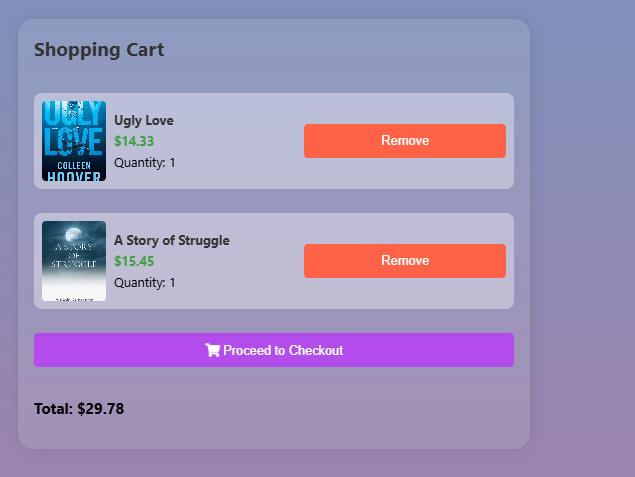 Shopping Cart
UGLY
LOVE
COLLEEN
HOOVER
Ugly Love
$14.33
Quantity: 1
Remove
A STORY
OF
STRUGGLE
A Story of Struggle
$15.45
Quantity: 1
Remove
Proceed to Checkout
Total: $29.78